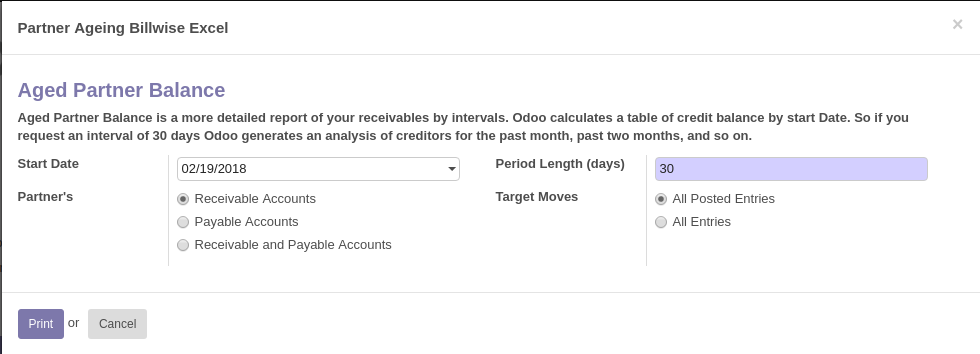 Partner Ageing Billwise Excel ×
Aged Partner Balance
Aged Partner Balance is a more detailed report of your receivables by intervals. Odoo calculates a table of credit balance by start Date. So if you
request an interval of 30 days Odoo generates an analysis of creditors for the past month, past two months, and so on.
Start Date 02/19/2018 Period Length (days) 30
Partner's Receivable Accounts Target Moves All Posted Entries
Payable Accounts All Entries
Receivable and Payable Accounts
Print or Cancel